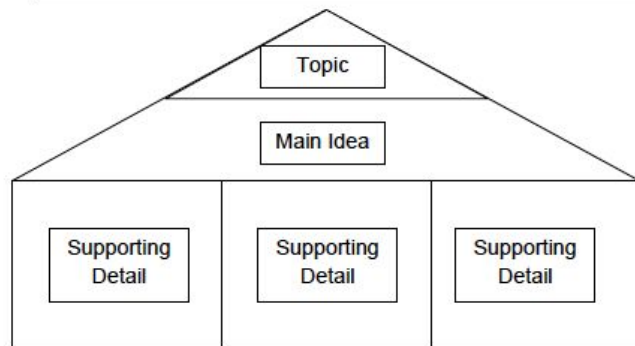 Topic
Main Idea
Supporting
Detail
Supporting
Detail
Supporting
Detail